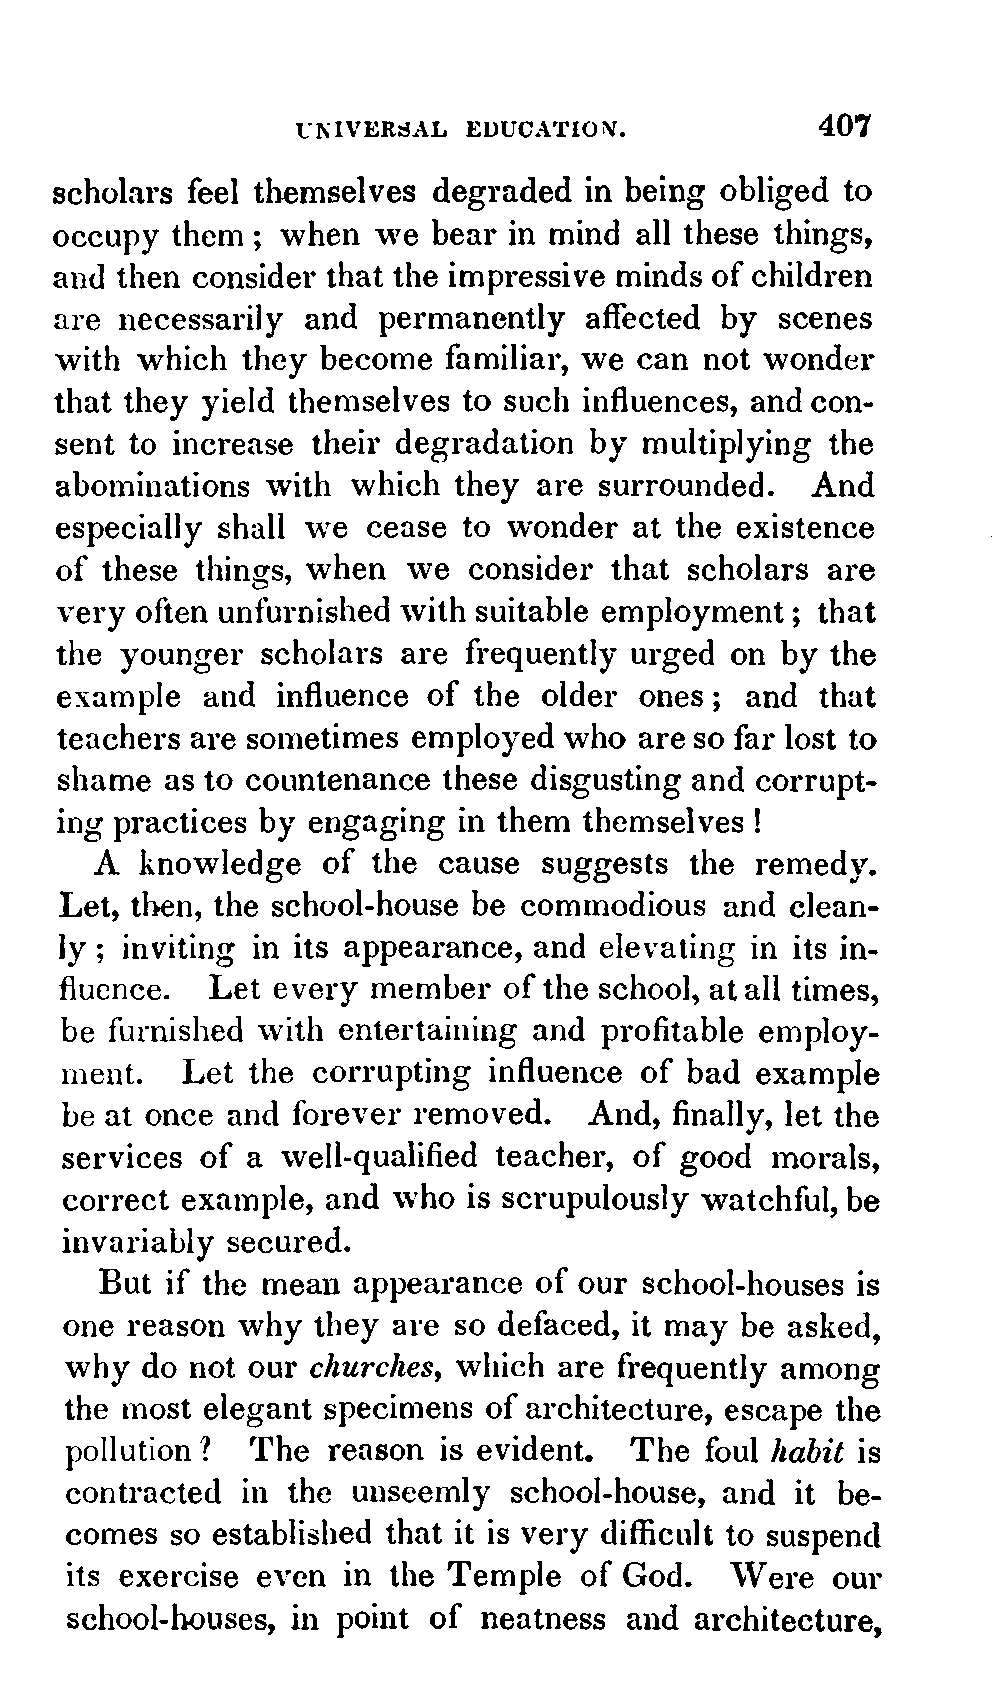 UNIVERSAL EDUCATION. 407
scholars feel themselves degraded in being obliged to
occupy them ; when we bear in mind all these things,
and then consider that the impressive minds of children
are necessarily and permanently affected by scenes
with which they become familiar, we can not wonder
that they yield themselves to such influences, and con-
sent to increase their degradation by multiplying the
abominations with which they are surrounded. And
especially shall we cease to wonder at the existence
of these things, when we consider that scholars are
very often unfurnished with suitable employment ; that
the younger scholars are frequently urged on by the
example and influence of the older ones ; and that
teachers are sometimes employed who are so far lost to
shame as to countenance these disgusting and corrupt-
ing practices by engaging in them themselves !
A knowledge of the cause suggests the remedy.
Let, then, the school-house be commodious and clean-
ly ; inviting in its appearance, and elevating in its in-
fluence. Let every member of the school, at all times,
be furnished with entertaining and profitable employ-
ment. Let the corrupting influence of bad example
be at once and forever removed. And, finally, let the
services of a well-qualified teacher, of good morals,
correct example, and who is scrupulously watchful, be
invariably secured.
But if the mean appearance of our school-houses is
one reason why they are so defaced, it may be asked,
why do not our churches, which are frequently among
the most elegant specimens of architecture, escape the
pollution ? The reason is evident. The foul habit is
contracted in the unseemly school-house, and it be-
comes so established that it is very difficult to suspend
its exercise even in the Temple of God. Were our
school-houses, in point of neatness and architecture,